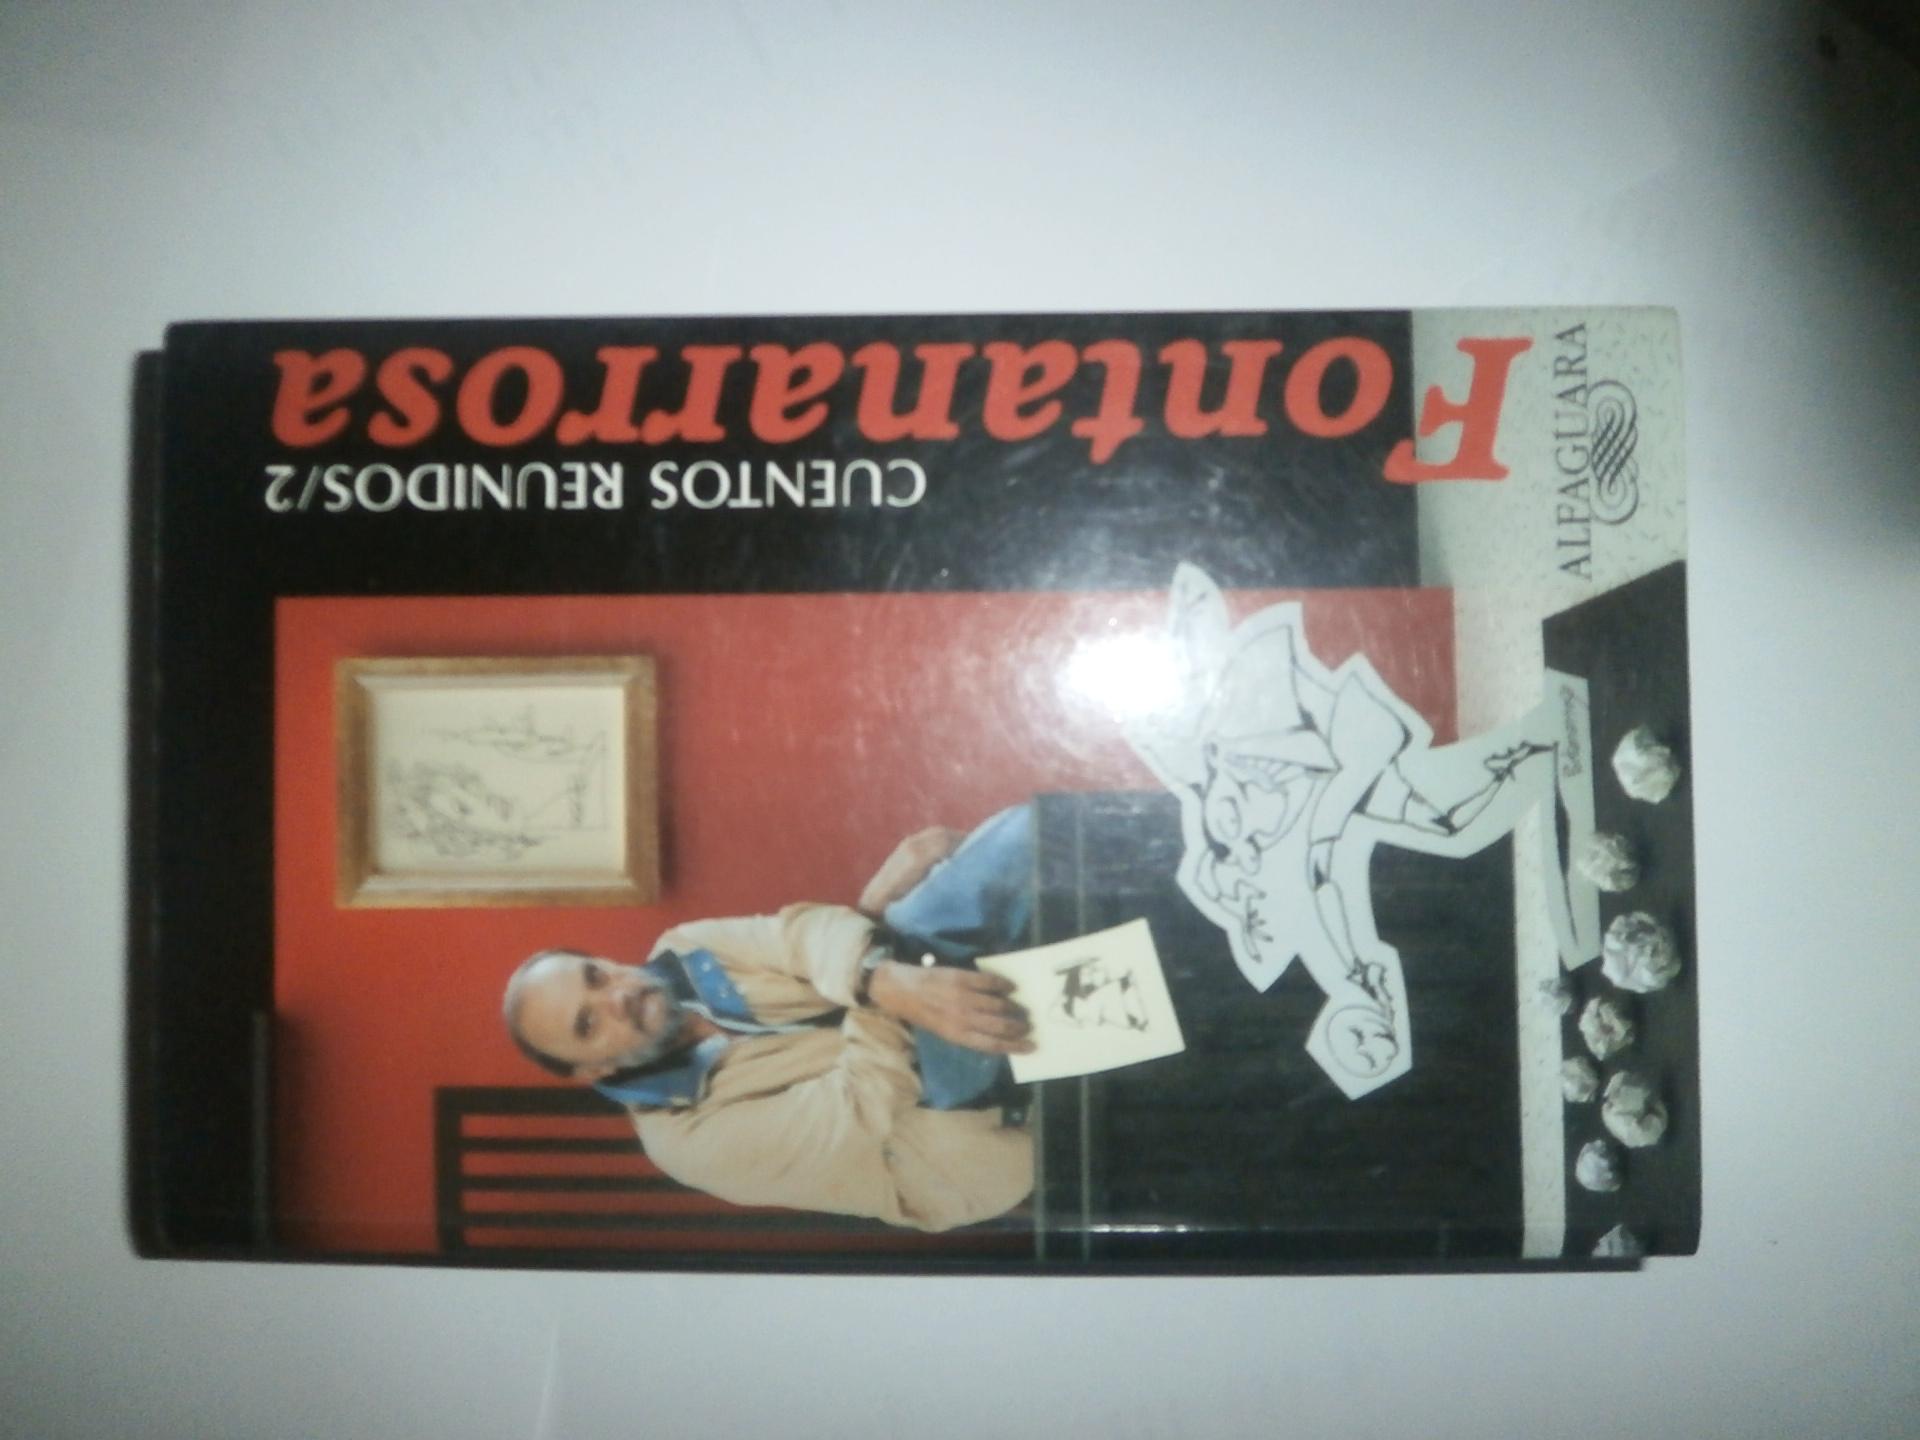 Fontanarrosa
CUENTOS REUNIDOS/2
ALFAGUARA